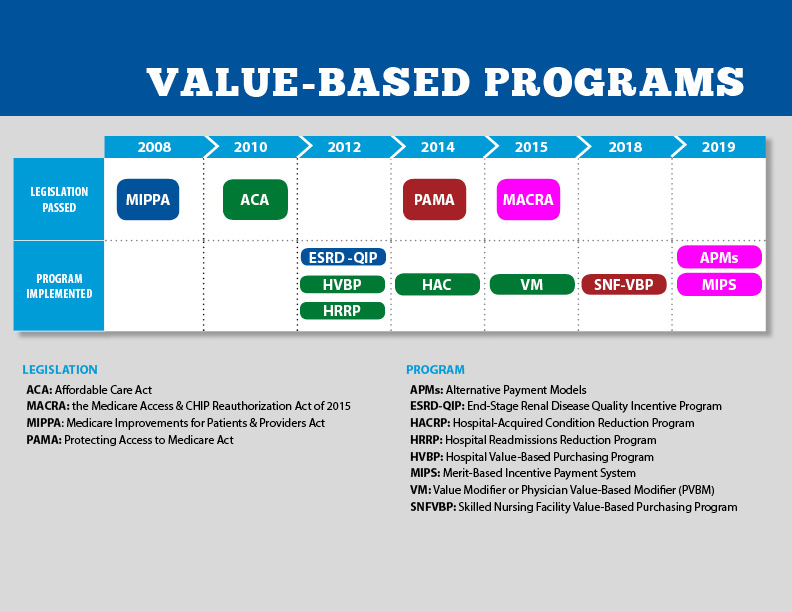 VALUE-BASED PROGRAMS
2008 2010 2012 2014 2015 2018 2019
LEGISLATION
PASSED
MIPPA ACA PAMA MACRA
PROGRAM
IMPLEMENTED
ESRD -QIP APMs
HVBP HAC VM SNF-VBP MIPS
HRRP
LEGISLATION
ACA: Affordable Care Act
MACRA: the Medicare Access & CHIP Reauthorization Act of 2015
MIPPA: Medicare Improvements for Patients & Providers Act
PAMA: Protecting Access to Medicare Act
PROGRAM
APMs: Alternative Payment Models
ESRD-QIP: End-Stage Renal Disease Quality Incentive Program
HACRP: Hospital-Acquired Condition Reduction Program
HRRP: Hospital Readmissions Reduction Program
HVBP: Hospital Value-Based Purchasing Program
MIPS: Merit-Based Incentive Payment System
VM: Value Modifier or Physician Value-Based Modifier (PVBM)
SNFVBP: Skilled Nursing Facility Value-Based Purchasing Program